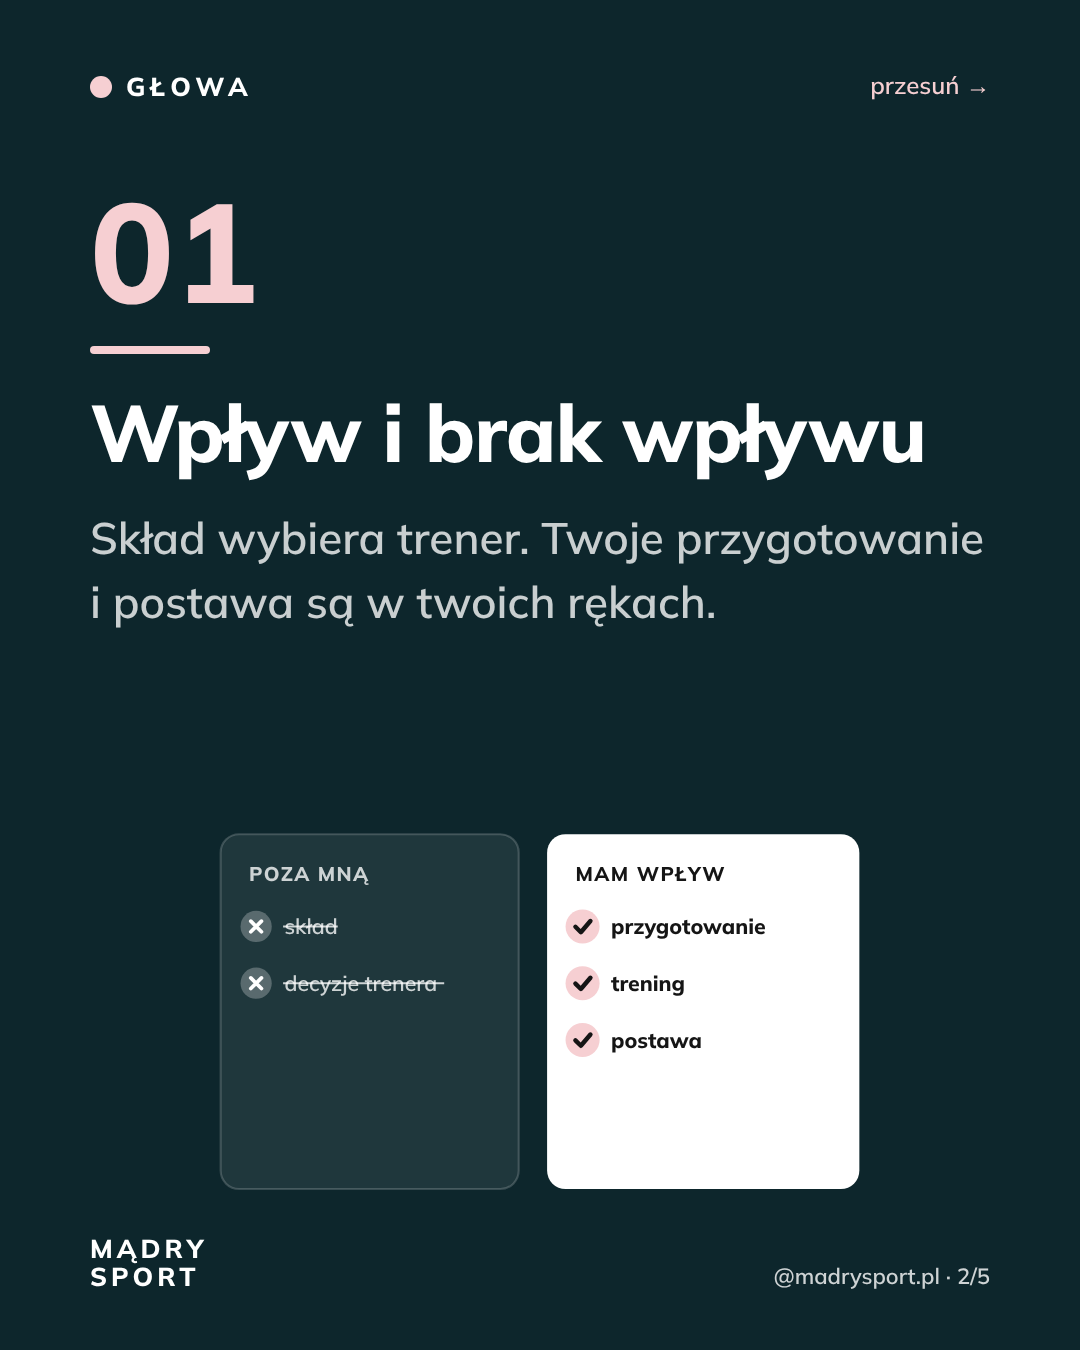 GŁOWA
przesuń →
01
Wpływ i brak wpływu
Skład wybiera trener. Twoje przygotowanie
i postawa są w twoich rękach.
POZA MNĄ
skład
decyzje trenera
MAM WPŁYW
przygotowanie
trening
postawa
MĄDRY
SPORT
@madrysport.pl · 2/5